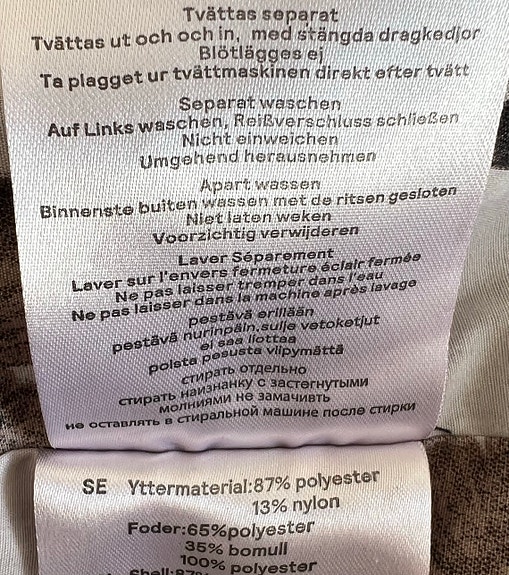 Tvättas separat
Tvättas ut och och in, med stängda dragkedjor
Blötlägges ej
Ta plagget ur tvättmaskinen direkt efter tvätt
Separat waschen
Auf Links waschen, Reißverschluss schließen
Nicht einweichen
Umgehend herausnehmen
Apart wassen
Binnenste buiten wassen met de ritsen gesloten
Niet laten weken
Voorzichtig verwijderen
Laver Séparement
Laver sur l'envers fermeture éclair fermée
Ne pas laisser tremper dans l'eau
Ne pas laisser dans la machine après lavage
pestävä erillään
pestävä nurinpäin.sulje vetoketjut
ei saa liottaa
poista pesusta viipymättä
стирать отдельно
стирать наизнанку с застегнутыми
молниями не замачивать
не оставлять в стиральной машине после стирки
SE Yttermaterial:87% polyester
13% nylon
Foder:65%polyester
35% bomull
100% polyester
Shell:87%